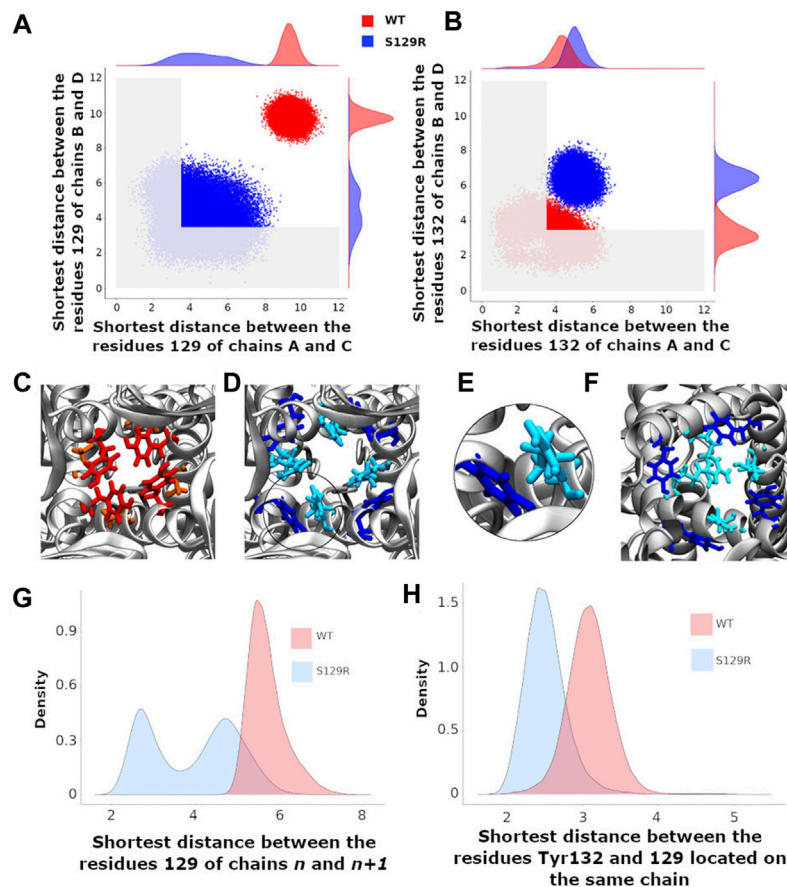 A
WT
S129R
B
Shortest distance between the
residues 129 of chains B and D
12
10
8
6
4
2
0
0 2 4 6 8 10 12
Shortest distance between the
residues 129 of chains A and C
Shortest distance between the
residues 132 of chains B and D
12
10
8
6
4
2
0
0 2 4 6 8 10 12
Shortest distance between the
residues 132 of chains A and C
C
D
E
F
G
Density
0.9
0.6
0.3
0
2 4 6 8
WT
S129R
Shortest distance between the
residues 129 of chains n and n+1
H
Density
1.5
1.0
0.5
0.0
2 3 4 5
WT
S129R
Shortest distance between the
residues Tyr132 and 129 located on
the same chain